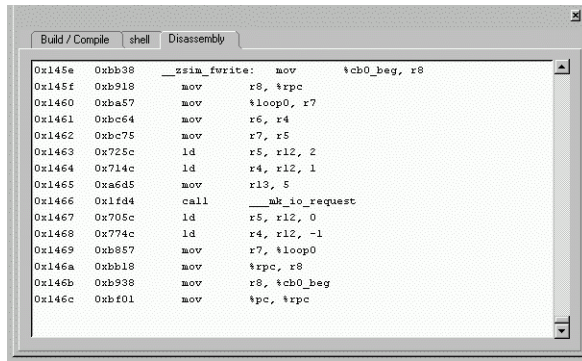 Build / Compile shell Disassembly
0x145e 0xbb38 __zsim_fwrite: mov %cb0_beg, r8
0x145f 0xb918 mov r8, %rpc
0x1460 0xba57 mov %loop0, r7
0x1461 0xbc64 mov r6, r4
0x1462 0xbc75 mov r7, r5
0x1463 0x725c ld r5, r12, 2
0x1464 0x714c ld r4, r12, 1
0x1465 0xa6d5 mov r13, 5
0x1466 0x1fd4 call ___mk_io_request
0x1467 0x705c ld r5, r12, 0
0x1468 0x774c ld r4, r12, -1
0x1469 0xb857 mov r7, %loop0
0x146a 0xbb18 mov %rpc, r8
0x146b 0xb938 mov r8, %cb0_beg
0x146c 0xbf01 mov %pc, %rpc